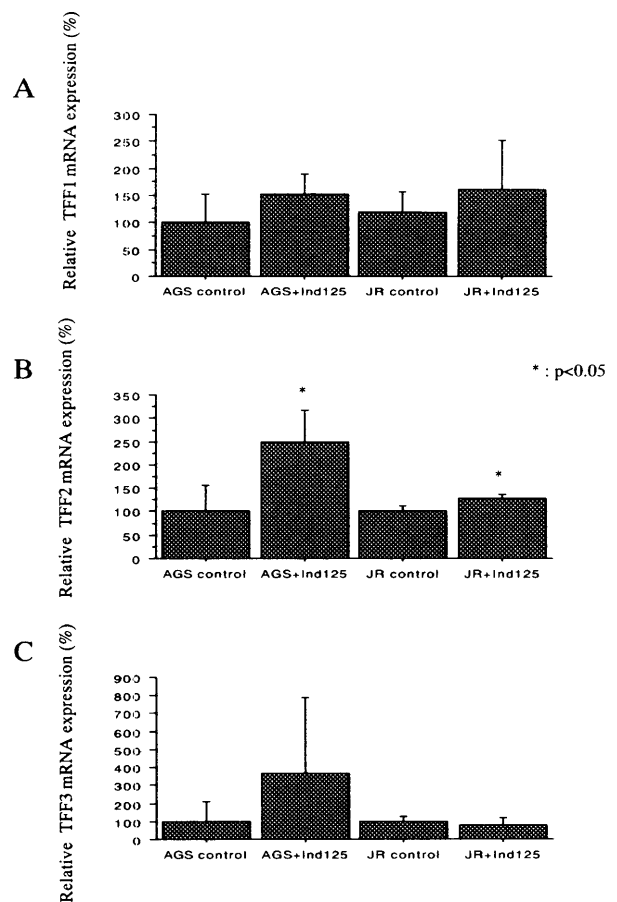 A
Relative TFF1 mRNA expression (%)
300
250
200
150
100
50
0
AGS control AGS+Ind125 JR control JR+Ind125
B
Relative TFF2 mRNA expression (%)
* : p<0.05
350
300
250
200
150
100
50
0
*
*
AGS control AGS+Ind125 JR control JR+Ind125
C
Relative TFF3 mRNA expression (%)
900
800
700
600
500
400
300
200
100
0
AGS control AGS+Ind125 JR control JR+Ind125